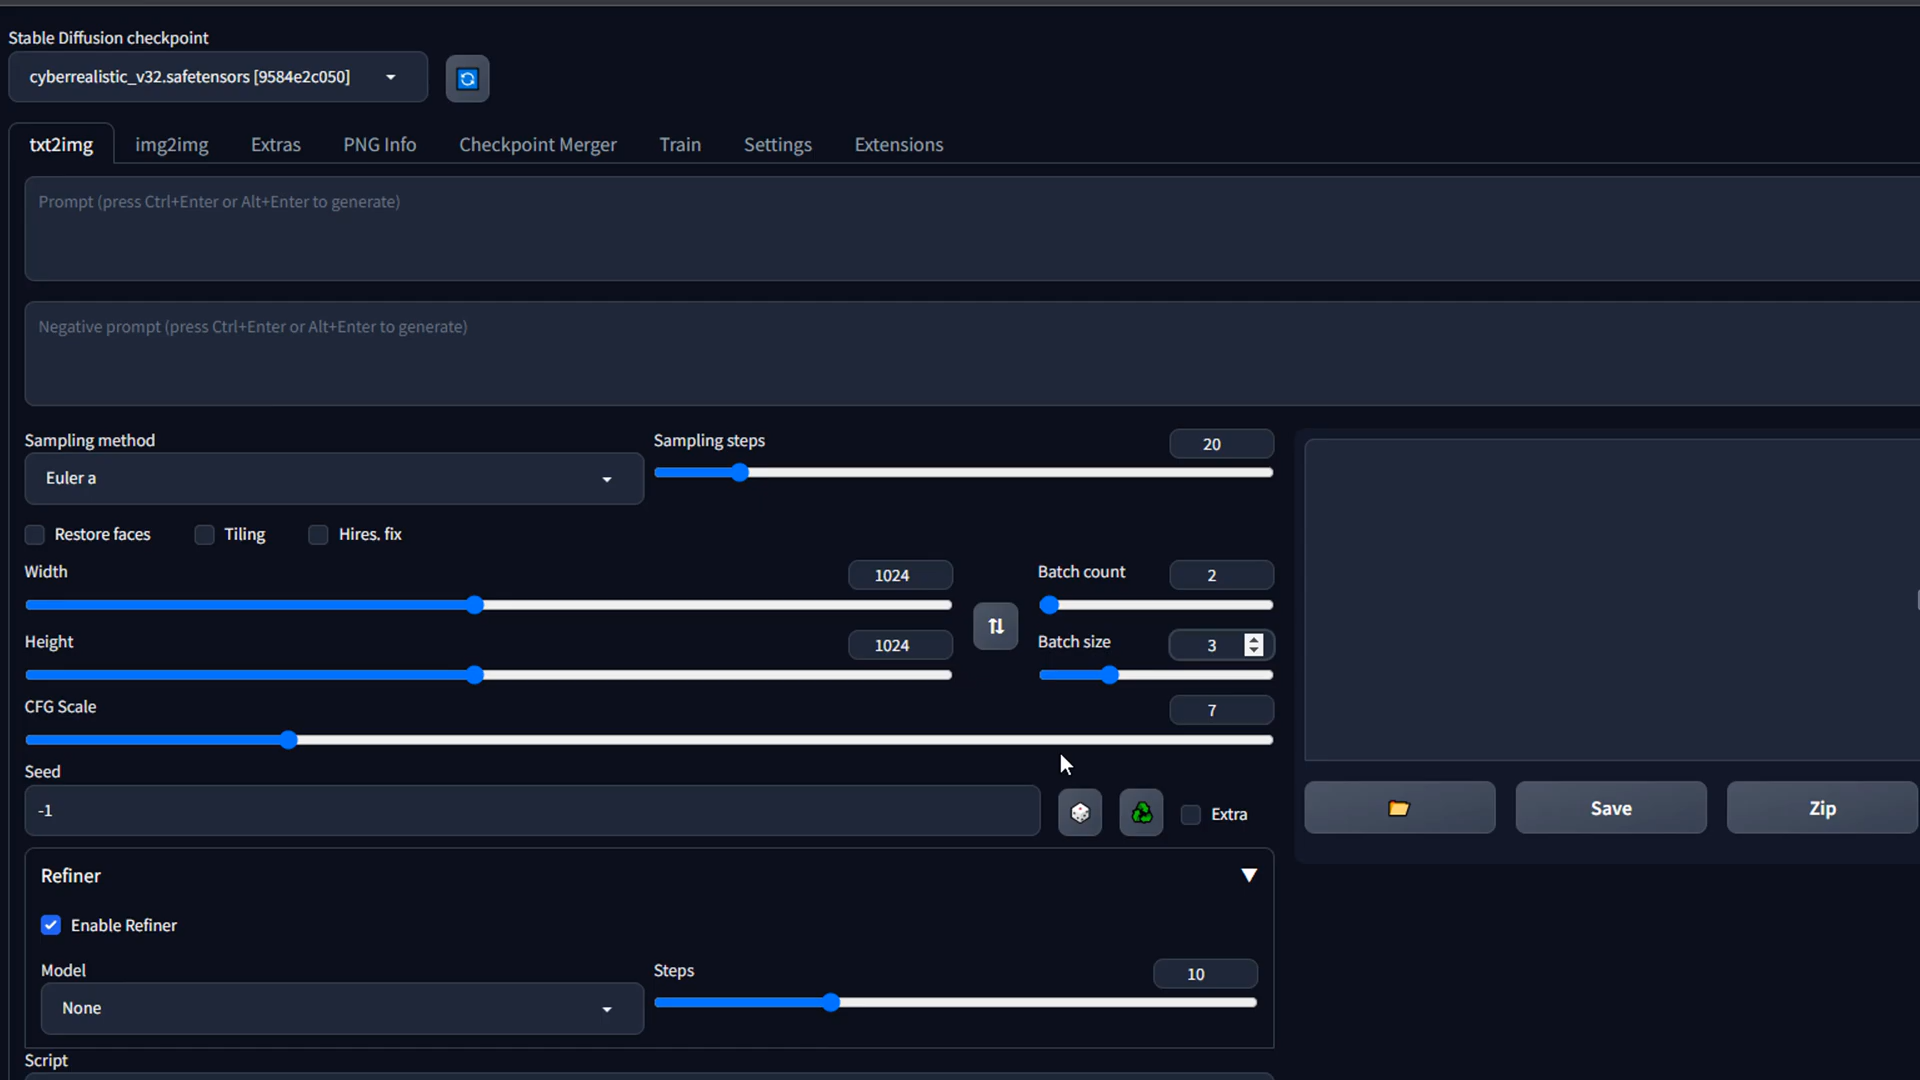 Stable Diffusion checkpoint
cyberrealistic_v32.safetensors [9584e2c050]
txt2img img2img Extras PNG Info Checkpoint Merger Train Settings Extensions
Prompt (press Ctrl+Enter or Alt+Enter to generate)
Negative prompt (press Ctrl+Enter or Alt+Enter to generate)
Sampling method
Euler a
Sampling steps
20
Restore faces Tiling Hires. fix
Width
1024
Batch count
2
Height
1024
Batch size
3
CFG Scale
7
Seed
-1
Extra
Save
Zip
Refiner
Enable Refiner
Model
None
Steps
10
Script